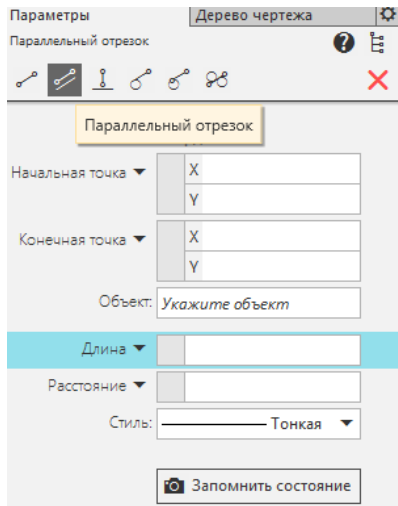 Параметры
Дерево чертежа
Параллельный отрезок
Параллельный отрезок
Начальная точка
X
Y
Конечная точка
X
Y
Объект:
Укажите объект
Длина
Расстояние
Стиль:
Тонкая
Запомнить состояние